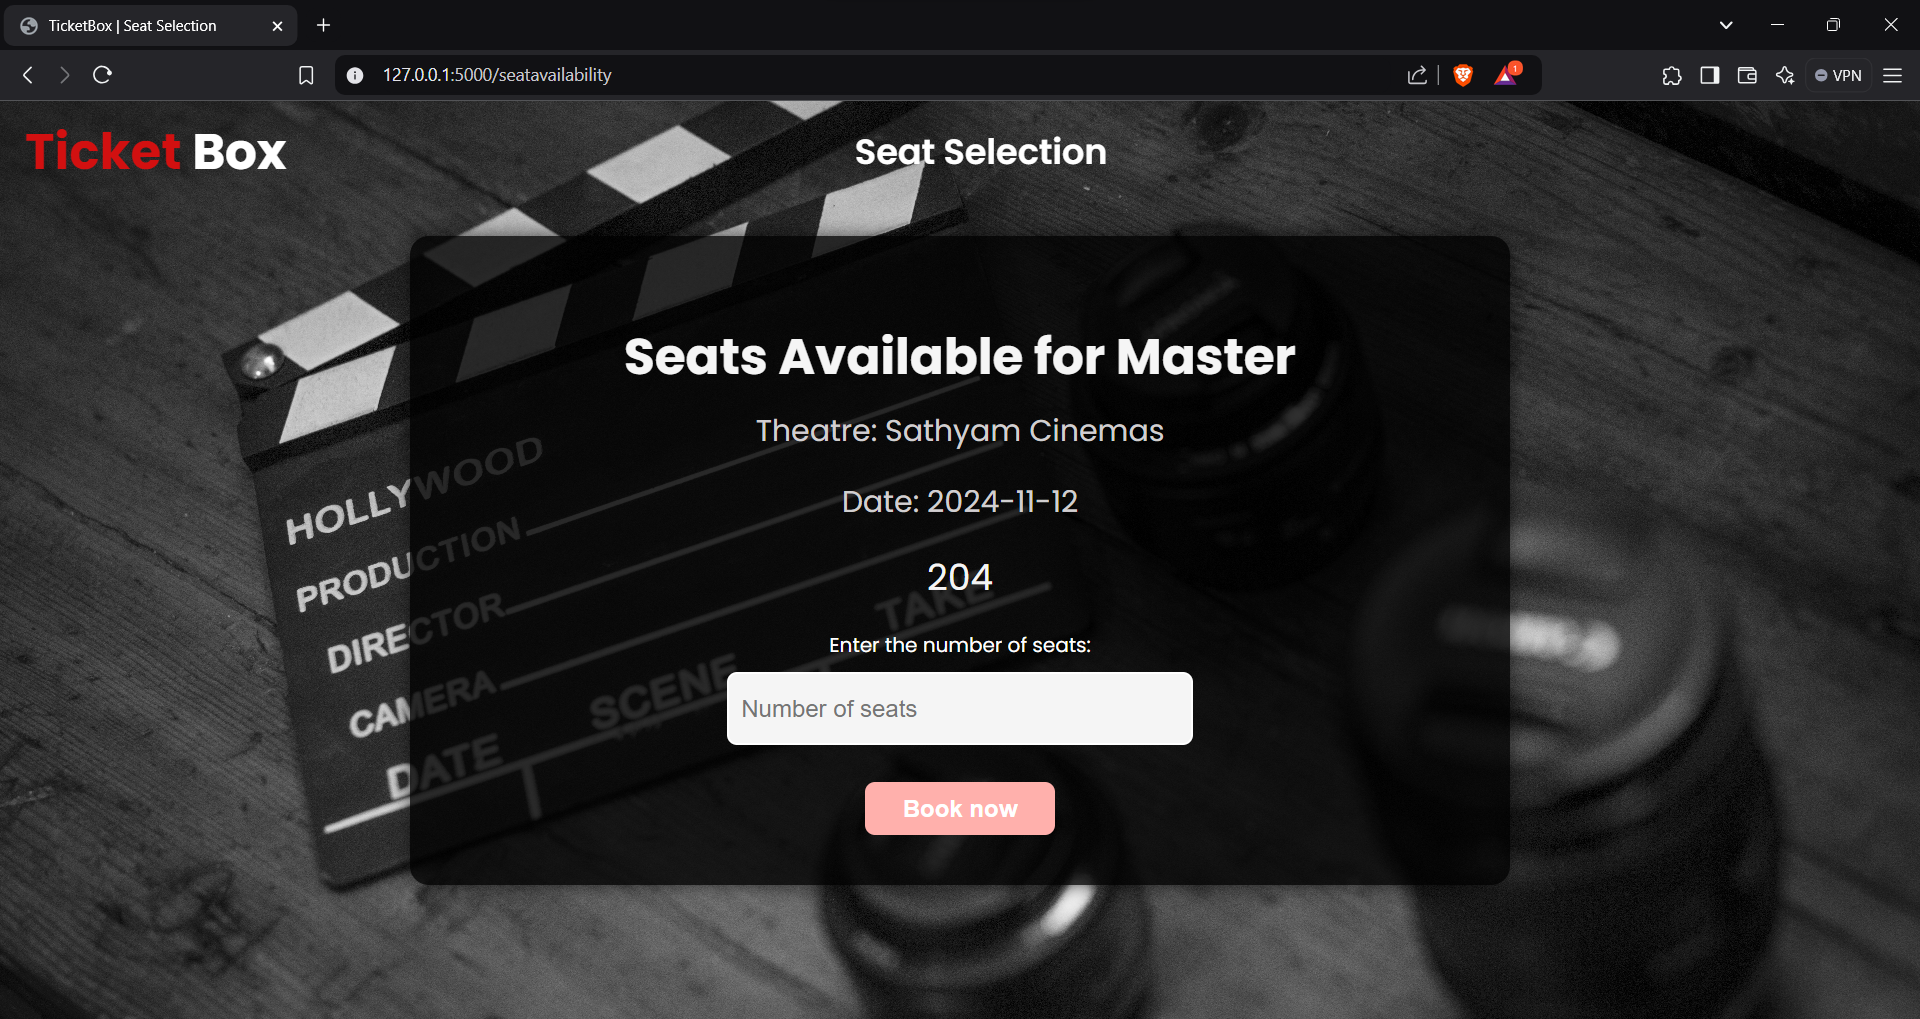 TicketBox | Seat Selection
127.0.0.1:5000/seatavailability
1
VPN
Ticket Box
Seat Selection
Seats Available for Master
Theatre: Sathyam Cinemas
Date: 2024-11-12
204
Enter the number of seats:
Number of seats
Book now
HOLLYWOOD
PRODUCTION
DIRECTOR
CAMERA
DATE
SCENE
TAKE